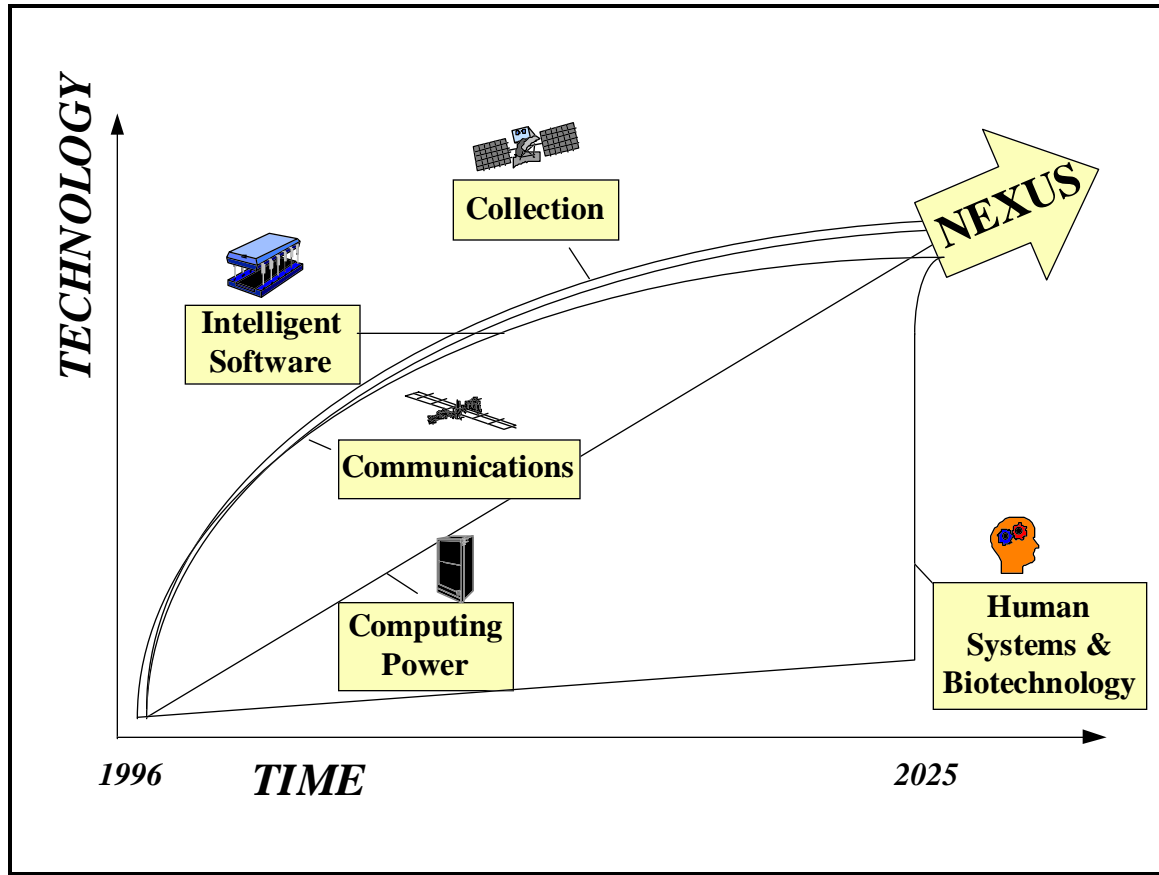 TECHNOLOGY
Collection
NEXUS
Intelligent
Software
Communications
Computing
Power
Human
Systems &
Biotechnology
1996
TIME
2025